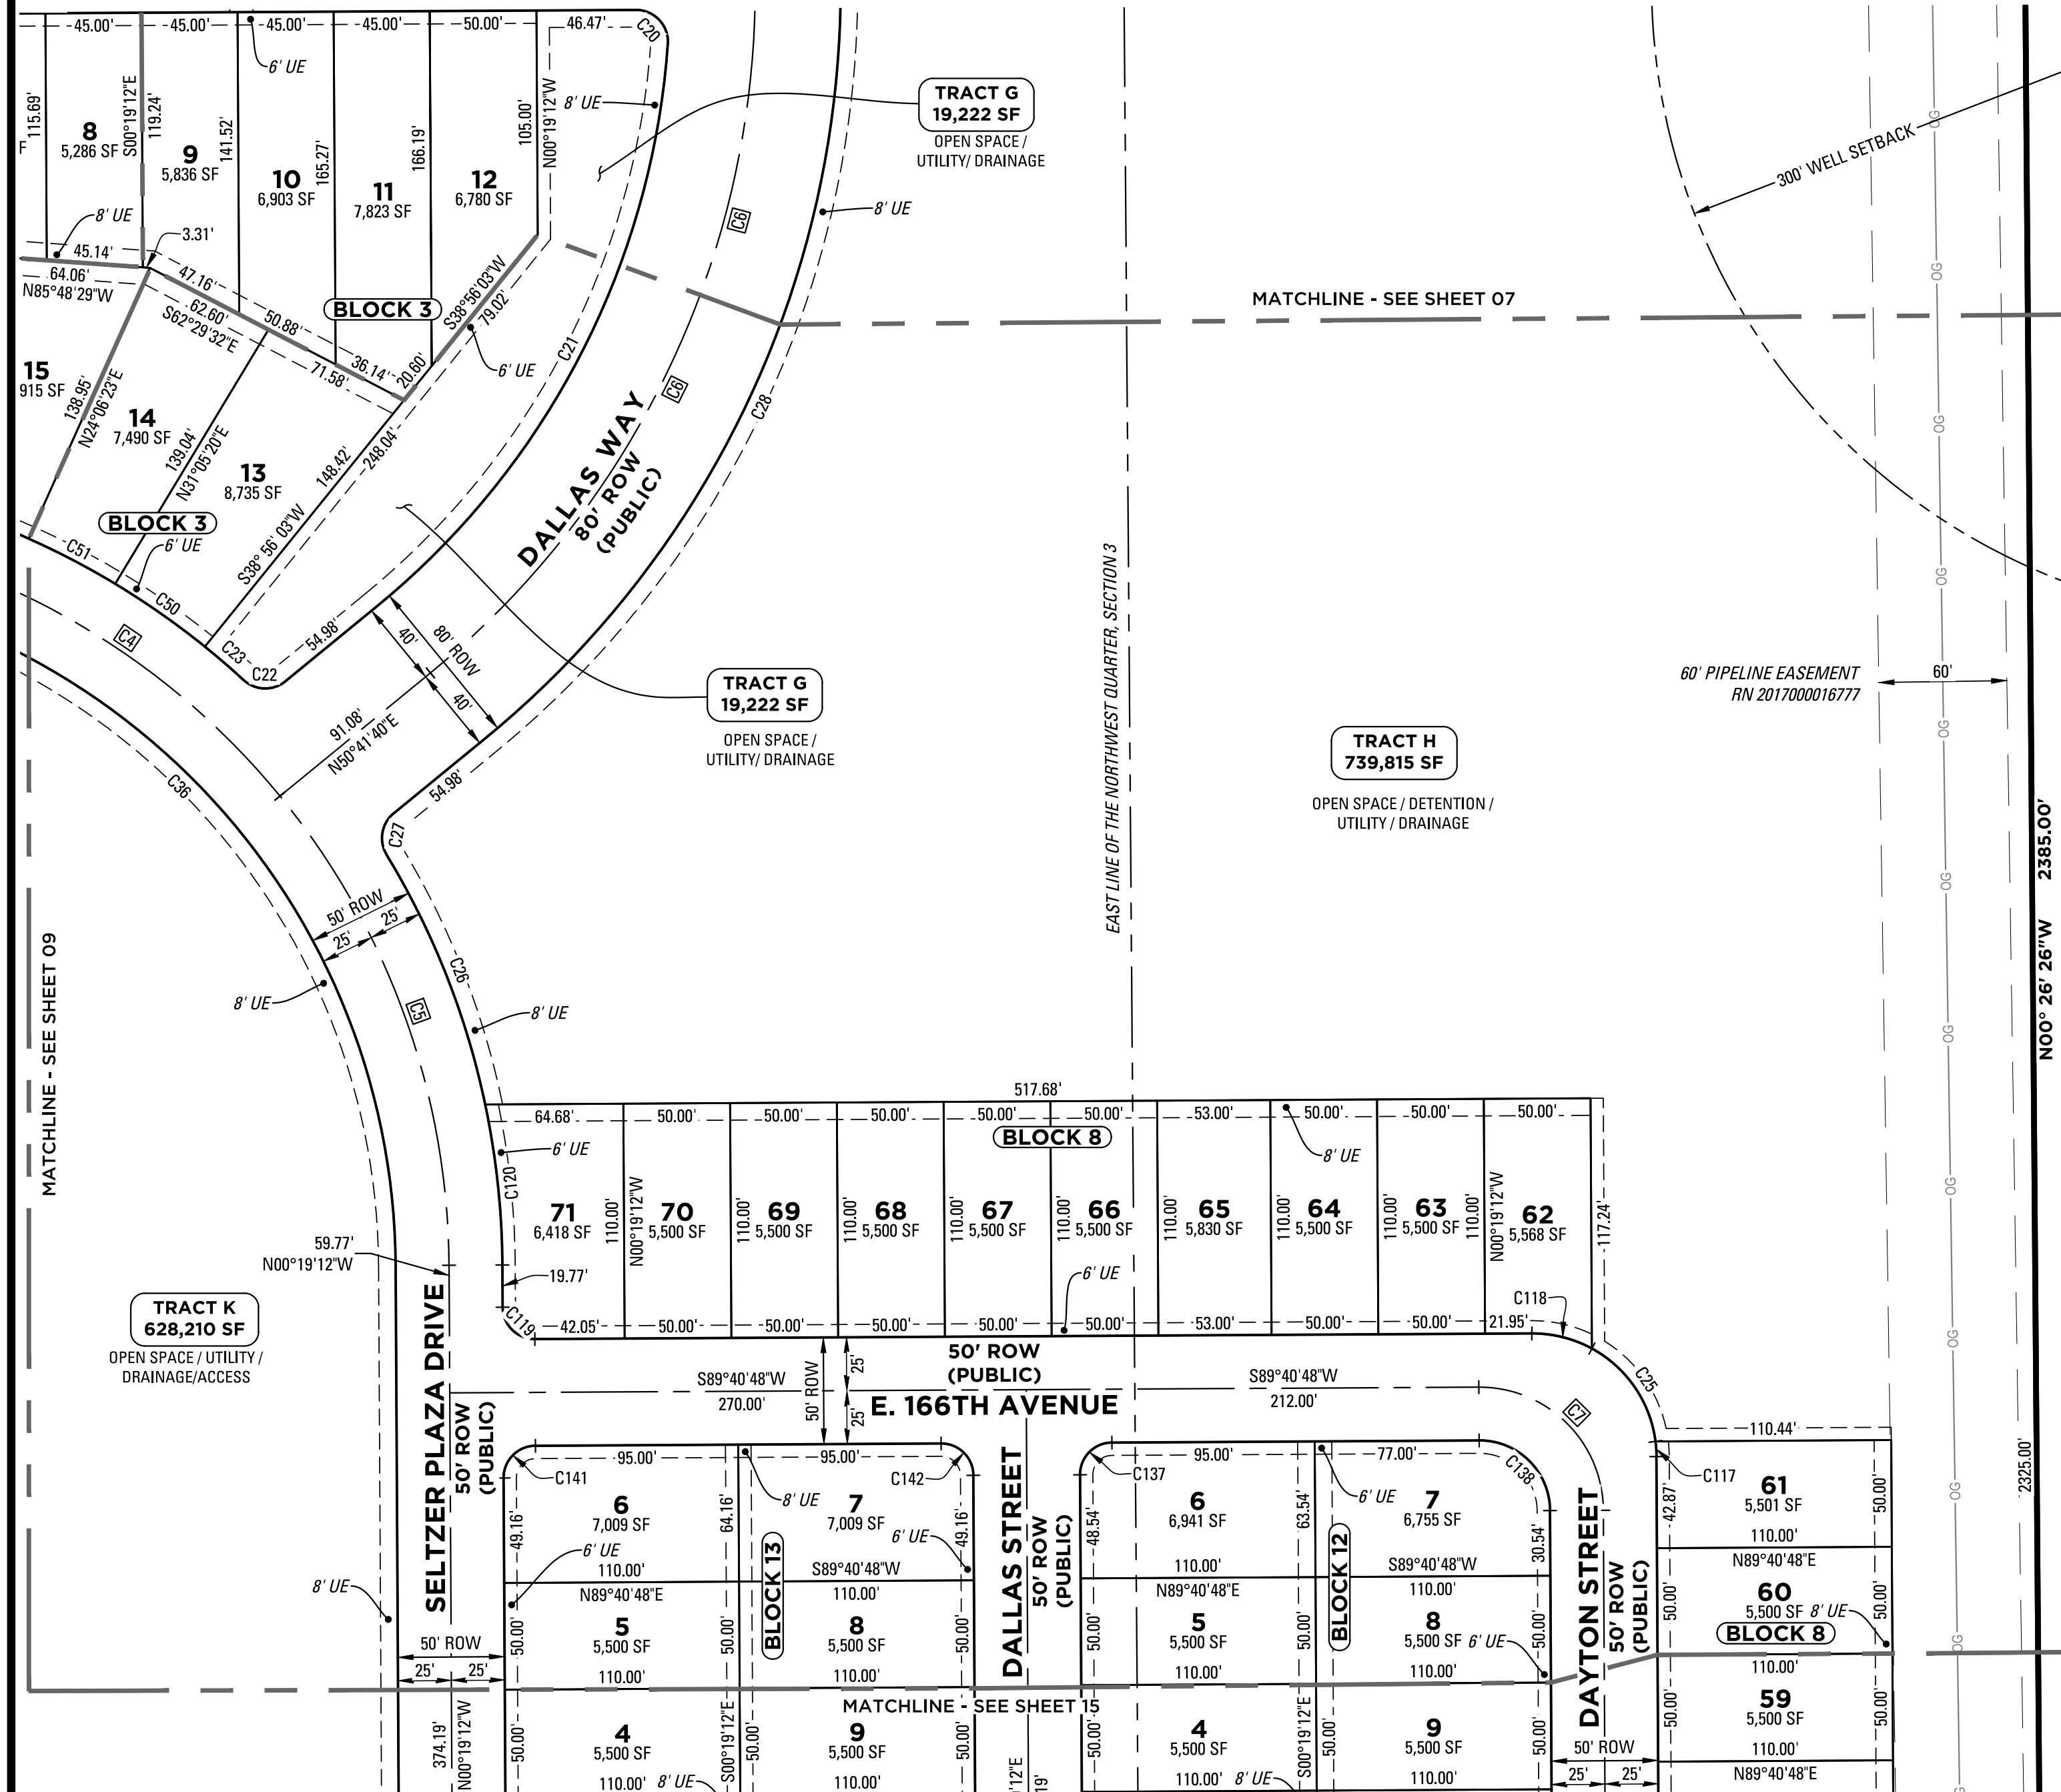 45.00'
45.00'
45.00'
45.00'
50.00'
46.47'
C20
6' UE
115.69'
8
5,286 SF
S00°19'12"E
119.24'
9
5,836 SF
141.52'
10
6,903 SF
165.27'
11
7,823 SF
166.19'
12
6,780 SF
105.00'
N00°19'12"W
8' UE
F
TRACT G
19,222 SF
OPEN SPACE /
UTILITY/ DRAINAGE
C6
8' UE
300' WELL SETBACK
OG
8' UE
3.31'
45.14'
64.06'
N85°48'29"W
47.16'
62.60'
S62°29'32"E
50.88'
BLOCK 3
36.14'
71.58'
20.60'
S38°56'03"W
79.02'
6' UE
C21
OG
MATCHLINE - SEE SHEET 07
15
915 SF
138.95'
N24°06'23"E
14
7,490 SF
139.04'
N31°05'20"E
13
8,735 SF
148.42'
248.04'
S38° 56' 03"W
BLOCK 3
6' UE
C51
C50
C23
C22
54.98'
C4
C6
C28
DALLAS WAY
80' ROW
(PUBLIC)
OG
OG
OG
EAST LINE OF THE NORTHWEST QUARTER, SECTION 3
40'
80' ROW
40'
91.08'
N50°41'40"E
54.98'
TRACT G
19,222 SF
OPEN SPACE /
UTILITY/ DRAINAGE
60' PIPELINE EASEMENT
RN 2017000016777
60'
OG
TRACT H
739,815 SF
OPEN SPACE / DETENTION /
UTILITY / DRAINAGE
C36
C27
50' ROW
25'
25'
C26
C5
8' UE
8' UE
MATCHLINE - SEE SHEET 09
N00° 26' 26"W
2385.00'
OG
OG
OG
517.68'
64.68'
50.00'
50.00'
50.00'
50.00'
50.00'
53.00'
50.00'
50.00'
50.00'
BLOCK 8
6' UE
8' UE
C120
71
6,418 SF
110.00'
N00°19'12"W
70
5,500 SF
110.00'
69
5,500 SF
110.00'
68
5,500 SF
110.00'
67
5,500 SF
110.00'
66
5,500 SF
110.00'
65
5,830 SF
110.00'
64
5,500 SF
110.00'
63
5,500 SF
110.00'
N00°19'12"W
62
5,568 SF
117.24'
OG
59.77'
N00°19'12"W
19.77'
6' UE
C118
C119
42.05'
50.00'
50.00'
50.00'
50.00'
50.00'
53.00'
50.00'
50.00'
21.95'
TRACT K
628,210 SF
OPEN SPACE / UTILITY /
DRAINAGE/ACCESS
SELTZER PLAZA DRIVE
50' ROW
(PUBLIC)
50' ROW
25'
25'
S89°40'48"W
270.00'
50' ROW
(PUBLIC)
E. 166TH AVENUE
S89°40'48"W
212.00'
C25
C7
OG
95.00'
95.00'
C141
C142
95.00'
77.00'
C137
C138
110.44'
C117
2325.00'
6
7,009 SF
49.16'
64.16'
8' UE
7
7,009 SF
49.16'
6' UE
6' UE
110.00'
S89°40'48"W
N89°40'48"E
110.00'
BLOCK 13
DALLAS STREET
50' ROW
(PUBLIC)
6
6,941 SF
48.54'
63.54'
6' UE
7
6,755 SF
30.54'
110.00'
S89°40'48"W
N89°40'48"E
110.00'
BLOCK 12
DAYTON STREET
50' ROW
(PUBLIC)
42.87'
61
5,501 SF
50.00'
110.00'
N89°40'48"E
OG
8' UE
50.00'
5
5,500 SF
50.00'
110.00'
8
5,500 SF
50.00'
110.00'
50.00'
5
5,500 SF
50.00'
110.00'
8
5,500 SF
6' UE
50.00'
110.00'
50.00'
60
5,500 SF
8' UE
50.00'
BLOCK 8
110.00'
OG
50' ROW
25'
25'
MATCHLINE - SEE SHEET 15
374.19'
N00°19'12"W
50.00'
4
5,500 SF
110.00'
8' UE
S00°19'12"E
50.00'
9
5,500 SF
110.00'
50.00'
'12"E
19'
50.00'
4
5,500 SF
110.00'
8' UE
S00°19'12"E
50.00'
9
5,500 SF
110.00'
50.00'
50' ROW
25'
25'
50.00'
59
5,500 SF
50.00'
110.00'
N89°40'48"E
OG